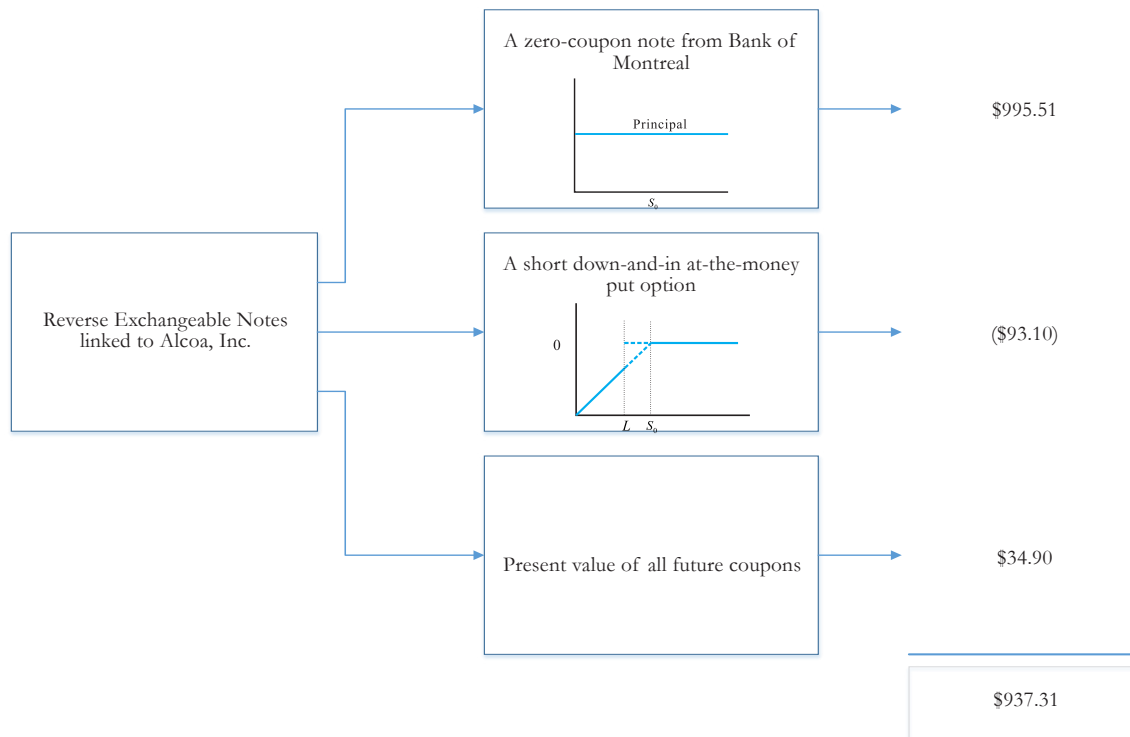 A zero-coupon note from Bank of
Montreal
Principal
S₀
$995.51
Reverse Exchangeable Notes
linked to Alcoa, Inc.
A short down-and-in at-the-money
put option
0
L S₀
($93.10)
Present value of all future coupons
$34.90
$937.31